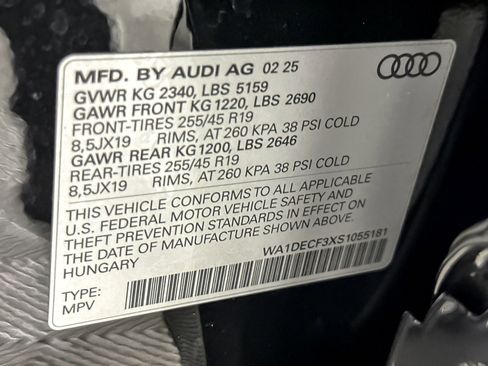 MFD. BY AUDI AG 02 25
GVWR KG 2340, LBS 5159
GAWR FRONT KG 1220, LBS 2690
FRONT-TIRES 255/45 R19
8,5JX19 RIMS, AT 260 KPA 38 PSI COLD
GAWR REAR KG 1200, LBS 2646
REAR-TIRES 255/45 R19
8,5JX19 RIMS, AT 260 KPA 38 PSI COLD
THIS VEHICLE CONFORMS TO ALL APPLICABLE
U.S. FEDERAL MOTOR VEHICLE SAFETY AND
THEFT PREVENTION STANDARDS IN EFFECT ON
THE DATE OF MANUFACTURE SHOWN ABOVE.
HUNGARY
WA1DECF3XS1055181
TYPE:
MPV